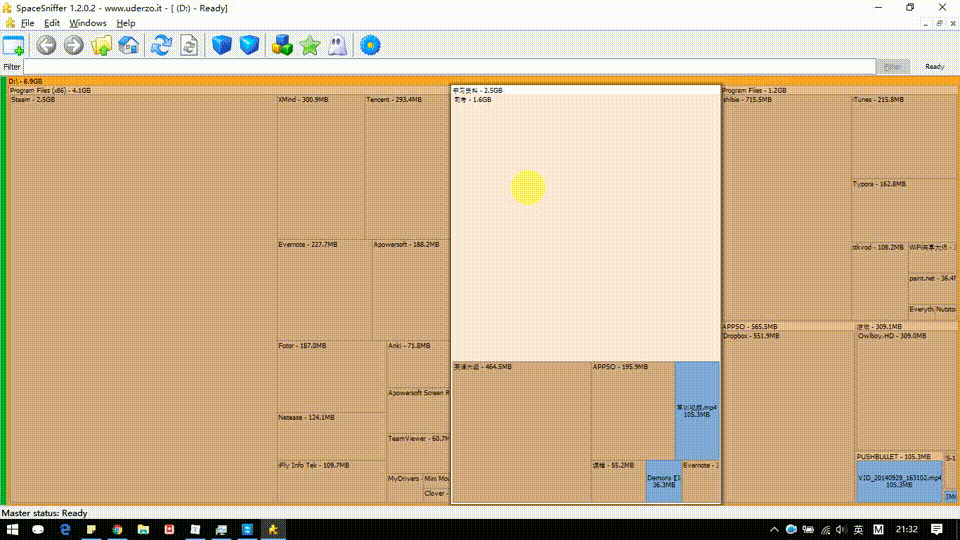 SpaceSniffer 1.2.0.2 - www.uderzo.it - [ (D:) - Ready]
File Edit Windows Help
Filter
Filter
Ready
D:\ - 8.9GB
Program Files (x86) - 4.1GB
Steam - 2.5GB
XMind - 300.9MB
Tencent - 293.4MB
Evernote - 227.7MB
Apowersoft - 188.2MB
Fotor - 187.0MB
Anki - 71.8MB
Apowersoft Screen R
Netease - 124.1MB
TeamViewer - 60.7M
iFly Info Tek - 109.7MB
MyDrivers -
Mini Mo
Clover -
学习资料 - 2.5GB
司考 - 1.6GB
英语六级 - 464.5MB
APPSO - 195.9MB
军训视频.mp4
105.3MB
课程 - 55.2MB
Demons
36.3MB
Evernote -
Program Files - 1.2GB
shibie - 715.5MB
iTunes - 215.8MB
Typora - 162.8MB
ttkvod - 108.2MB
WiFi共享大师 -
paint.net - 36.4M
Everyth
Nutsto
APPSO - 565.5MB
Dropbox - 551.9MB
游戏 - 309.1MB
Owlboy.HD - 309.0MB
PUSHBULLET - 105.3MB
VID_20140929_163102.mp4
105.3MB
Master status: Ready
英
M
21:32